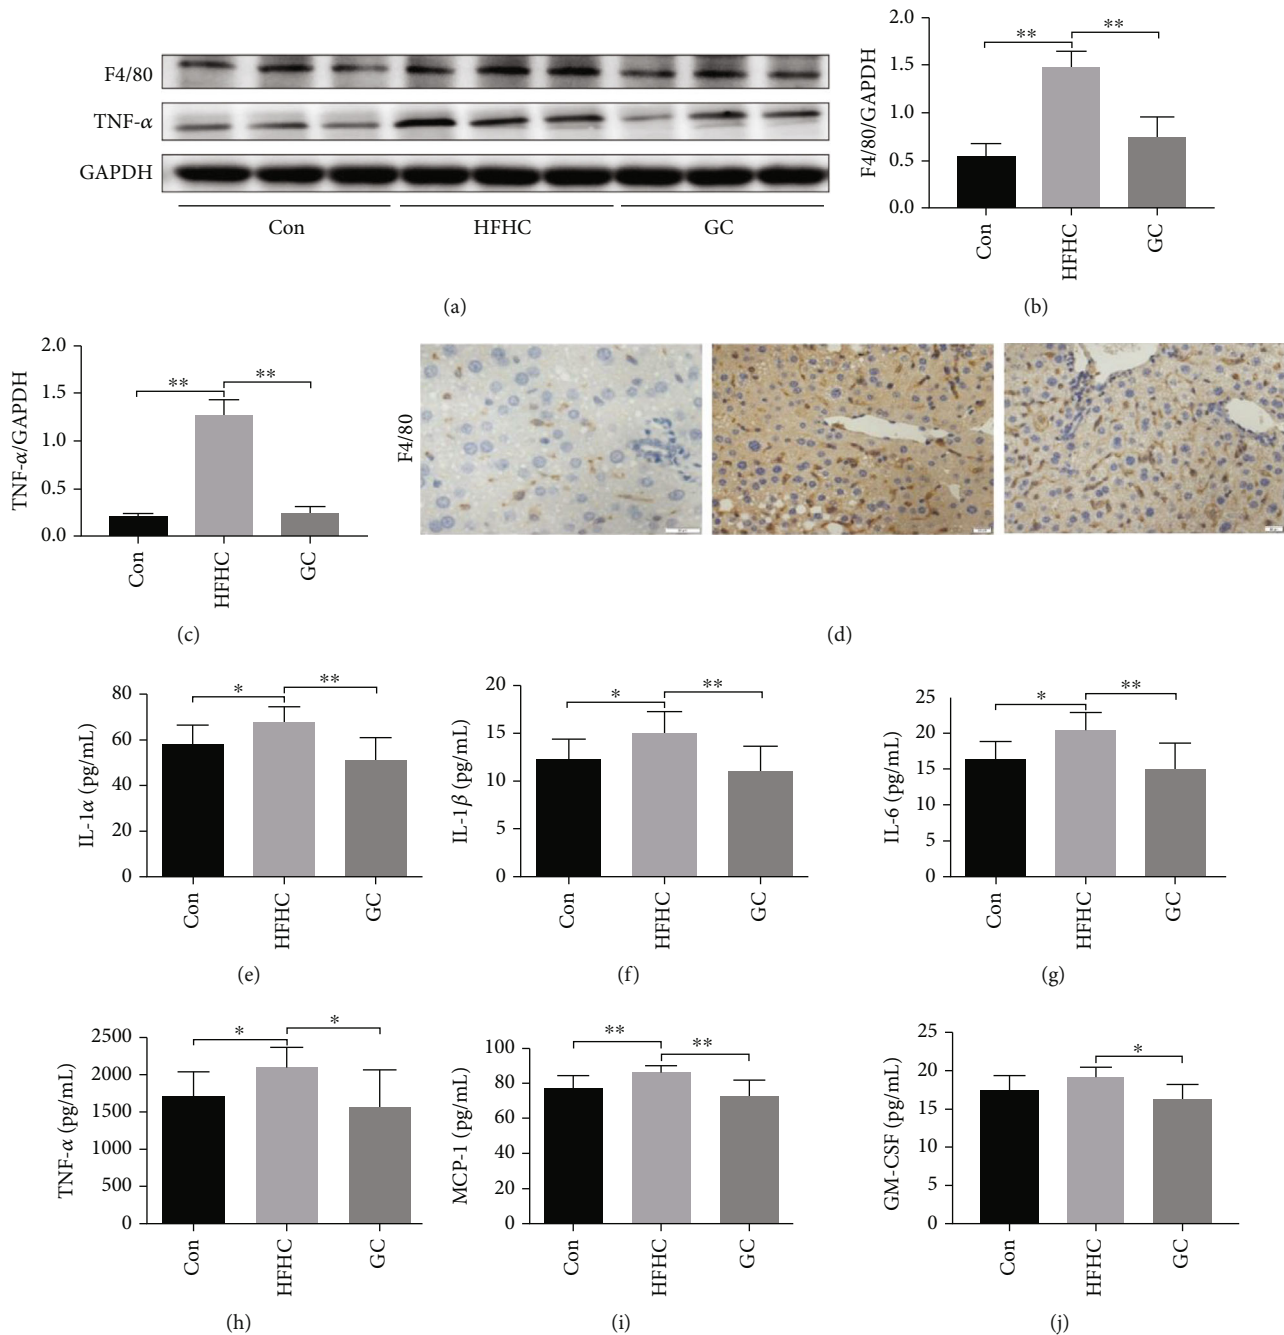 F4/80
TNF-α
GAPDH
Con HFHC GC
(a)
F4/80/GAPDH
2.0
1.5
1.0
0.5
0.0
** **
Con HFHC GC
(b)
TNF-α/GAPDH
2.0
1.5
1.0
0.5
0.0
** **
Con HFHC GC
(c)
F4/80
(d)
IL-1α (pg/mL)
80
60
40
20
0
* **
Con HFHC GC
(e)
IL-1β (pg/mL)
20
15
10
5
0
* **
Con HFHC GC
(f)
IL-6 (pg/mL)
25
20
15
10
5
0
* **
Con HFHC GC
(g)
TNF-α (pg/mL)
2500
2000
1500
1000
500
0
* *
Con HFHC GC
(h)
MCP-1 (pg/mL)
100
80
60
40
20
0
** **
Con HFHC GC
(i)
GM-CSF (pg/mL)
25
20
15
10
5
0
*
Con HFHC GC
(j)